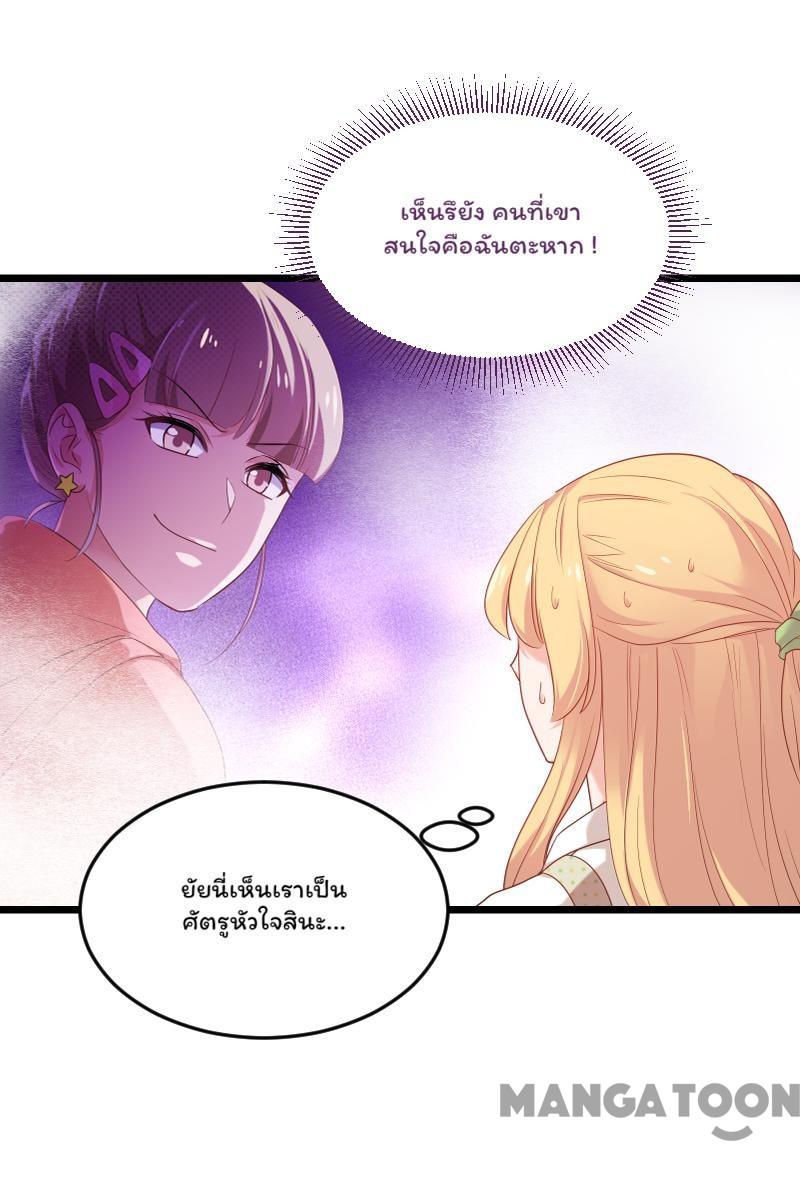 เห็นรึยัง คนที่เขา
สนใจคือฉันตะหาก !
ยัยนี่เห็นเราเป็น
ศัตรูหัวใจสินะ...
MANGATOON